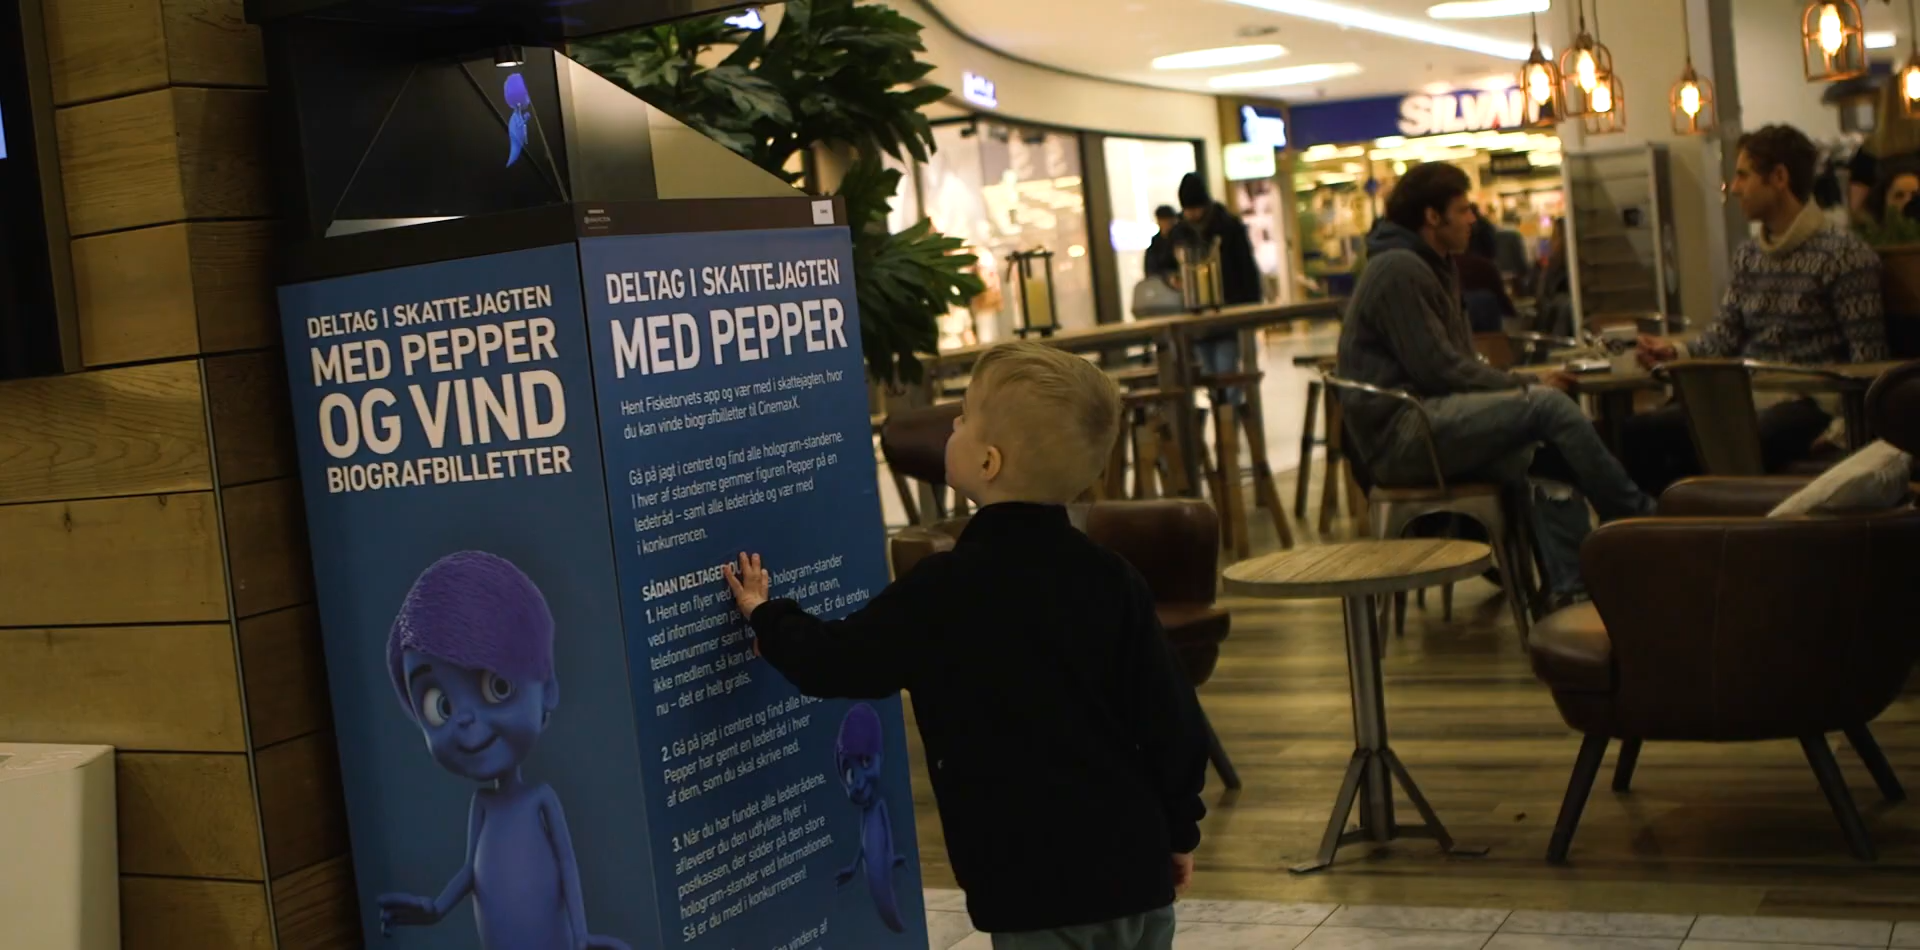 DELTAG I SKATTEJAGTEN
MED PEPPER
OG VIND
BIOGRAFBILLETTER
DELTAG I SKATTEJAGTEN
MED PEPPER
Hent Fisketorvets app og vær med i skattejagten, hvor
du kan vinde biografbilletter til CinemaxX.
Gå på jagt i centret og find alle hologram-standerne.
I hver af standerne gemmer figuren Pepper på en
ledetråd – saml alle ledetråde og vær med
i konkurrencen.
SÅDAN DELTAGER DU
1. Hent en flyer ved hologram-stander
ved informationen udfyld dit navn,
telefonnummer samt Er du endnu
ikke medlem, så kan du
nu – det er helt gratis.
2. Gå på jagt i centret og find alle
Pepper har gemt en ledetråd i hver
af dem, som du skal skrive ned.
3. Når du har fundet alle ledetrådene,
afleverer du den udfyldte flyer i
postkassen, der sidder på den store
hologram-stander ved Informationen.
Så er du med i konkurrencen!
vindere af
SILVAN